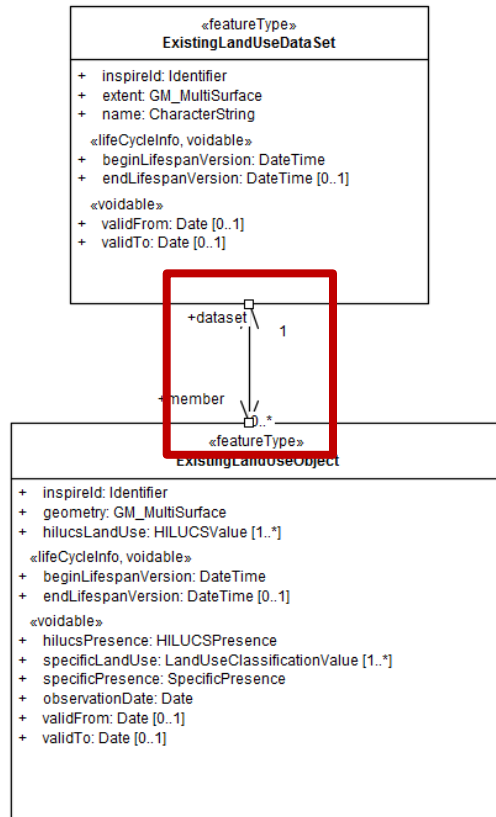 «featureType»
ExistingLandUseDataSet
+ inspireId: Identifier
+ extent: GM_MultiSurface
+ name: CharacterString
«lifeCycleInfo, voidable»
+ beginLifespanVersion: DateTime
+ endLifespanVersion: DateTime [0..1]
«voidable»
+ validFrom: Date [0..1]
+ validTo: Date [0..1]
+dataset
1
+member
0..*
«featureType»
ExistingLandUseObject
+ inspireId: Identifier
+ geometry: GM_MultiSurface
+ hilucsLandUse: HILUCSValue [1..*]
«lifeCycleInfo, voidable»
+ beginLifespanVersion: DateTime
+ endLifespanVersion: DateTime [0..1]
«voidable»
+ hilucsPresence: HILUCSPresence
+ specificLandUse: LandUseClassificationValue [1..*]
+ specificPresence: SpecificPresence
+ observationDate: Date
+ validFrom: Date [0..1]
+ validTo: Date [0..1]